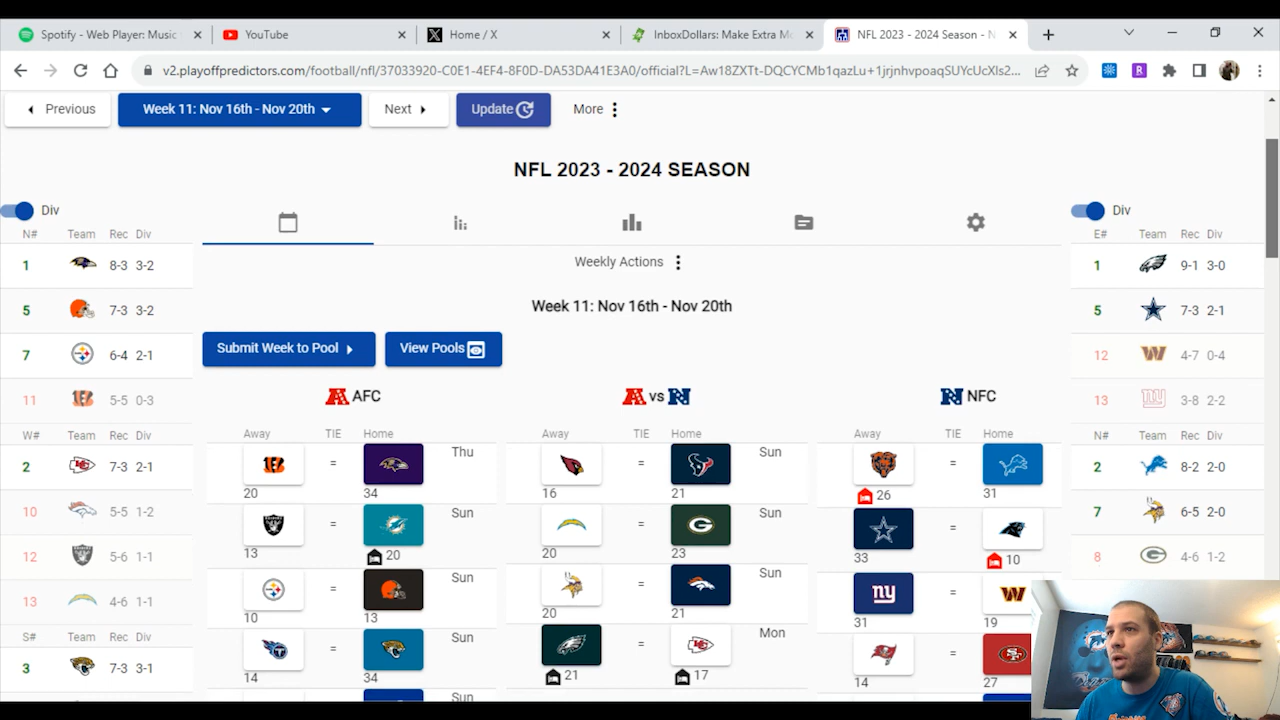 Spotify - Web Player: Music
YouTube
Home / X
InboxDollars: Make Extra Mo
NFL 2023 - 2024 Season - N
v2.playoffpredictors.com/football/nfl/37033920-C0E1-4EF4-8F0D-DA53DA41E3A0/official?L=Aw18ZXTt-DQCYCMb1qazLu+1jrjnhvpoaqSUYcUcXls2...
Previous
Week 11: Nov 16th - Nov 20th
Next
Update
More
NFL 2023 - 2024 SEASON
Div
Div
N# Team Rec Div
1 8-3 3-2
5 7-3 3-2
7 6-4 2-1
11 5-5 0-3
W# Team Rec Div
2 7-3 2-1
10 5-5 1-2
12 5-6 1-1
13 4-6 1-1
S# Team Rec Div
3 7-3 3-1
Weekly Actions
Week 11: Nov 16th - Nov 20th
Submit Week to Pool
View Pools
AFC
Away TIE Home
= Thu
20 34
= Sun
13 20
= Sun
10 13
= Sun
14 34
Sun
vs
Away TIE Home
= Sun
16 21
= Sun
20 23
= Sun
20 21
= Mon
21 17
NFC
Away TIE Home
=
26 31
=
33 10
ny = W
31 19
=
14 27
E# Team Rec Div
1 9-1 3-0
5 7-3 2-1
12 W 4-7 0-4
13 ny 3-8 2-2
N# Team Rec Div
2 8-2 2-0
7 6-5 2-0
8 G 4-6 1-2